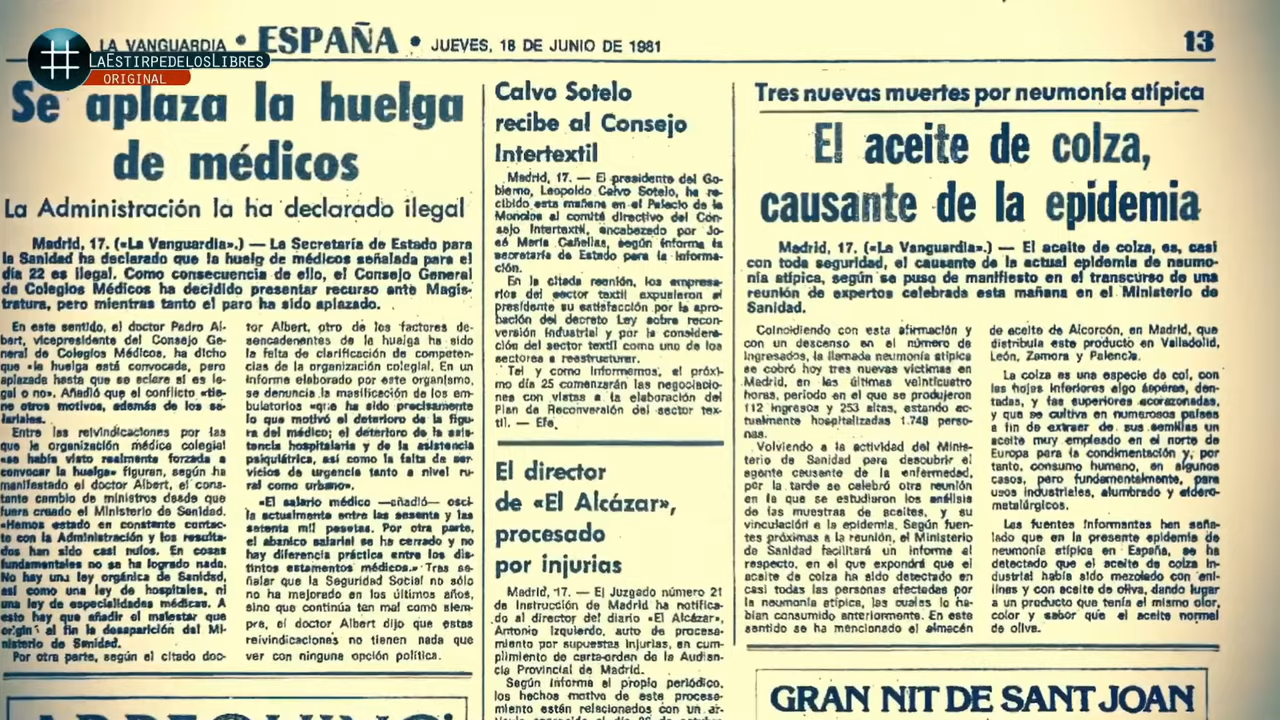 LA VANGUARDIA • ESPAÑA • JUEVES, 18 DE JUNIO DE 1981
13
#LAESTIRPEDELOSLIBRES
ORIGINAL
Se aplaza la huelga
de médicos
La Administración la ha declarado ilegal
Madrid, 17. («La Vanguardia».) — La Secretaría de Estado para
la Sanidad ha declarado que la huelg de médicos señalada para el
día 22 es ilegal. Como consecuencia de ello, el Consejo General
de Colegios Médicos ha decidido presentar recurso ante Magis-
tratura, pero mientras tanto el paro ha sido aplazado.
En este sentido, el doctor Pedro Al-
bert, vicepresidente del Consejo Ge-
neral de Colegios Médicos, ha dicho
que «la huelga está convocada, pero
aplazada hasta que se aclare si es le-
gal o no». Añadió que el conflicto «tie-
ne otros motivos, además de los sa-
lariales.
Entre las reivindicaciones por las
que la organización médica colegial
«se había visto realmente forzada a
convocar la huelga» figuran, según ha
manifestado el doctor Albert, el cons-
tante cambio de ministros desde que
fuera creado el Ministerio de Sanidad.
«Hemos estado en constante contac-
to con la Administración y los resulta-
dos han sido casi nulos. En cosas
fundamentales no se ha logrado nada.
No hay una ley orgánica de Sanidad,
así como una ley de hospitales, ni
una ley de especialidades médicas. A
esto hay que añadir el malestar que
origin' al fin la desaparición del Mi-
nisterio de Sanidad.
Por otra parte, según el citado doc-
tor Albert, otro de los factores de-
sencadenantes de la huelga ha sido
la falta de clarificación de competen-
cias de la organización colegial. En un
informe elaborado por este organismo,
se denuncia la masificación de los am-
bulatorios «que ha sido precisamente
lo que motivó el deterioro de la figu-
ra del médico; el deterioro de la asis-
tencia hospitalaria y de la asistencia
psiquiátrica, así como la falta de ser-
vicios de urgencia tanto a nivel ru-
ral como urbano».
«El salario médico —añadió— osci-
la actualmente entre las sesenta y las
setenta mil pesetas. Por otra parte,
el abanico salarial se ha cerrado y no
hay diferencia práctica entre los dis-
tintos estamentos médicos.» Tras se-
ñalar que la Seguridad Social no sólo
no ha mejorado en los últimos años,
sino que continúa tan mal como siem-
pre, el doctor Albert dijo que estas
reivindicaciones no tienen nada que
ver con ninguna opción política.
Calvo Sotelo
recibe al Consejo
Intertextil
Madrid, 17. — El presidente del Go-
bierno, Leopoldo Calvo Sotelo, ha re-
cibido esta mañana en el Palacio de la
Moncloa al comité directivo del Con-
sejo Intertextil, encabezado por Jo-
sé María Cañellas, según informa la
secretaría de Estado para la Informa-
ción.
En la citada reunión, los empresa-
rios del sector textil expusieron al
presidente su satisfacción por la apro-
bación del decreto Ley sobre recon-
versión industrial y por la considera-
ción del sector textil como uno de los
sectores a reestructurar.
Tal y como informemos, el próxi-
mo día 25 comenzarán las negociacio-
nes con vistas a la elaboración del
Plan de Reconversión del sector tex-
til. — Efe.
El director
de «El Alcázar»,
procesado
por injurias
Madrid, 17. — El Juzgado número 21
de Instrucción de Madrid ha notifica-
do al director del diario «El Alcázar»,
Antonio Izquierdo, auto de procesa-
miento por supuestas injurias, en cum-
plimiento de carta-orden de la Audien-
cia Provincial de Madrid.
Según informa el propio periódico,
los hechos motivo de este procesa-
miento están relacionados con un ar-
Tres nuevas muertes por neumonía atípica
El aceite de colza,
causante de la epidemia
Madrid, 17. («La Vanguardia».) — El aceite de colza, es, casi
con toda seguridad, el causante de la actual epidemia de neumo-
nía atípica, según se puso de manifiesto en el transcurso de una
reunión de expertos celebrada esta mañana en el Ministerio de
Sanidad.
Coincidiendo con esta afirmación y
con un descenso en el número de
ingresados, la llamada neumonía atípica
se cobró hoy tres nuevas víctimas en
Madrid, en las últimas veinticuatro
horas, período en el que se produjeron
112 ingresos y 253 altas, estando ac-
tualmente hospitalizadas 1.748 perso-
nas.
Volviendo a la actividad del Minis-
terio de Sanidad para descubrir el
agente causante de la enfermedad,
por la tarde se celebró otra reunión
en la que se estudiaron los análisis
de las muestras de aceites, y su
vinculación a la epidemia. Según fuen-
tes próximas a la reunión, el Ministerio
de Sanidad facilitará un informe al
respecto, en el que expondrá que el
aceite de colza ha sido detectado en
casi todas las personas afectadas por
la neumonía atípica, las cuales lo ha-
bían consumido anteriormente. En este
sentido se ha mencionado el almacén
de aceite de Alcorcón, en Madrid, que
distribuía este producto en Valladolid,
León, Zamora y Palencia.
La colza es una especie de col, con
las hojas inferiores algo ásperas, den-
tadas, y las superiores acorazonadas,
y que se cultiva en numerosos países
a fin de extraer de sus semillas un
aceite muy empleado en el norte de
Europa para la condimentación y, por
tanto, consumo humano, en algunos
casos, pero fundamentalmente, para
usos industriales, alumbrado y sidero-
metalúrgicos.
Las fuentes informantes han seña-
lado que en la presente epidemia de
neumonía atípica en España, se ha
detectado que el aceite de colza in-
dustrial había sido mezclado con ani-
linas y con aceite de oliva, dando lugar
a un producto que tenía el mismo olor,
color y sabor que el aceite normal
de oliva.
GRAN NIT DE SANT JOAN